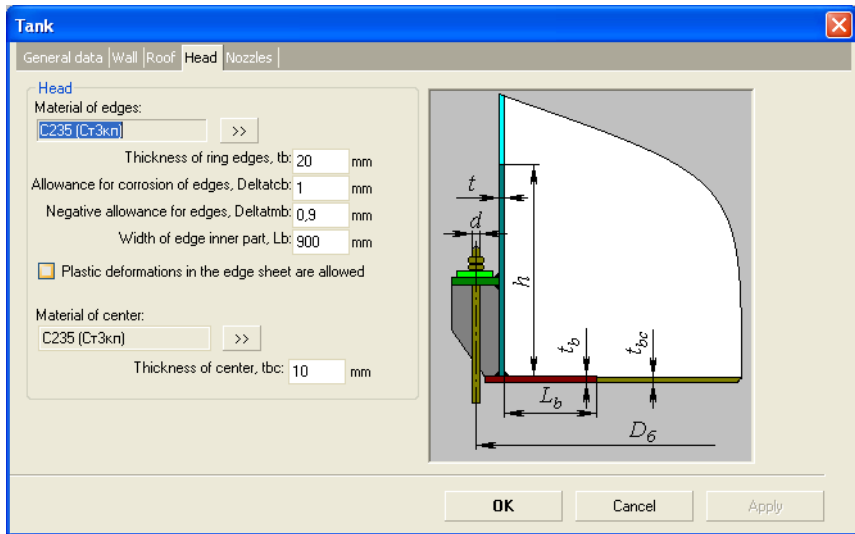 Tank
General data Wall Roof Head Nozzles
Head
Material of edges:
С235 (Ст3кп)
>>
Thickness of ring edges, tb: 20 mm
Allowance for corrosion of edges, Deltatcb: 1 mm
Negative allowance for edges, Deltatmb: 0,9 mm
Width of edge inner part, Lb: 900 mm
Plastic deformations in the edge sheet are allowed
Material of center:
С235 (Ст3кп)
>>
Thickness of center, tbc: 10 mm
t
d
h
tb
tbc
Lb
Dб
OK Cancel Apply